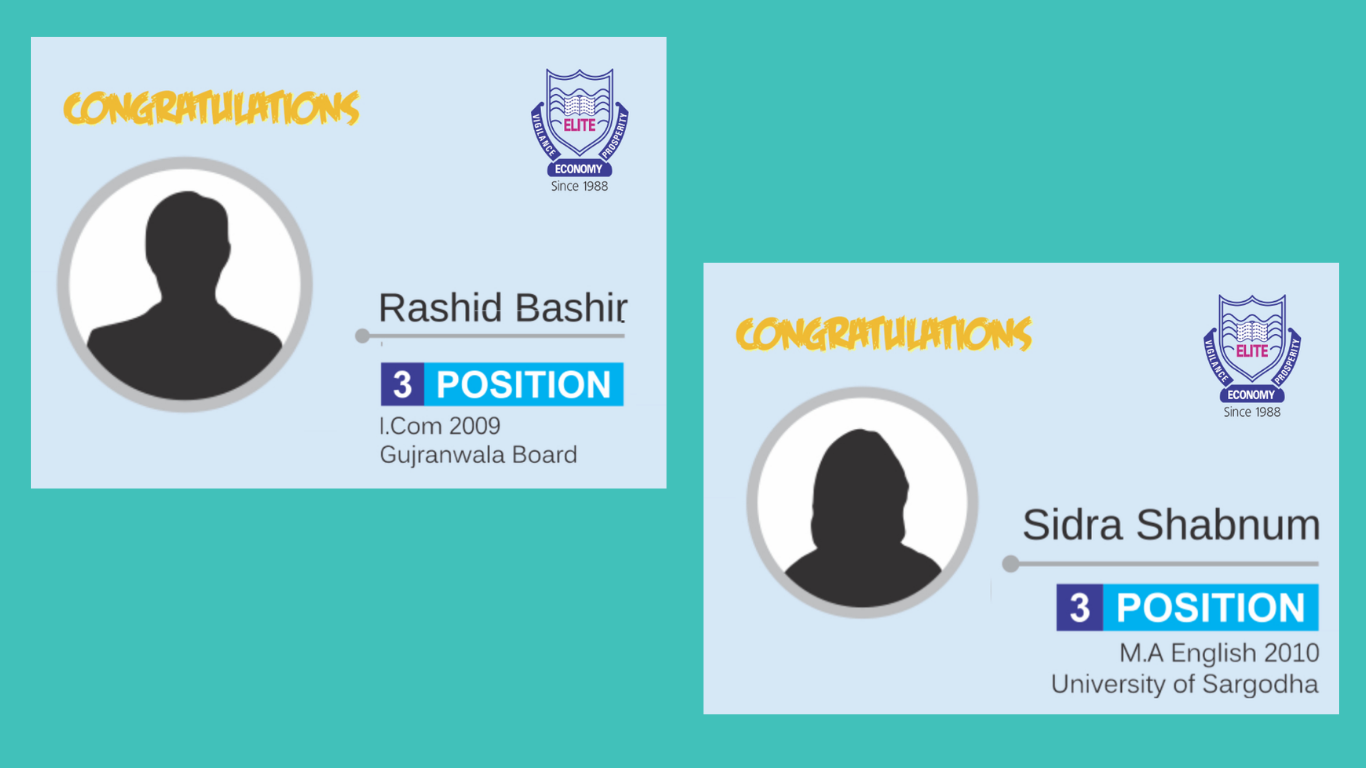 CONGRATULATIONS
ELITE
VIGILANCE
PROSPERITY
ECONOMY
Since 1988
Rashid Bashir
3 POSITION
I.Com 2009
Gujranwala Board
CONGRATULATIONS
ELITE
VIGILANCE
PROSPERITY
ECONOMY
Since 1988
Sidra Shabnum
3 POSITION
M.A English 2010
University of Sargodha